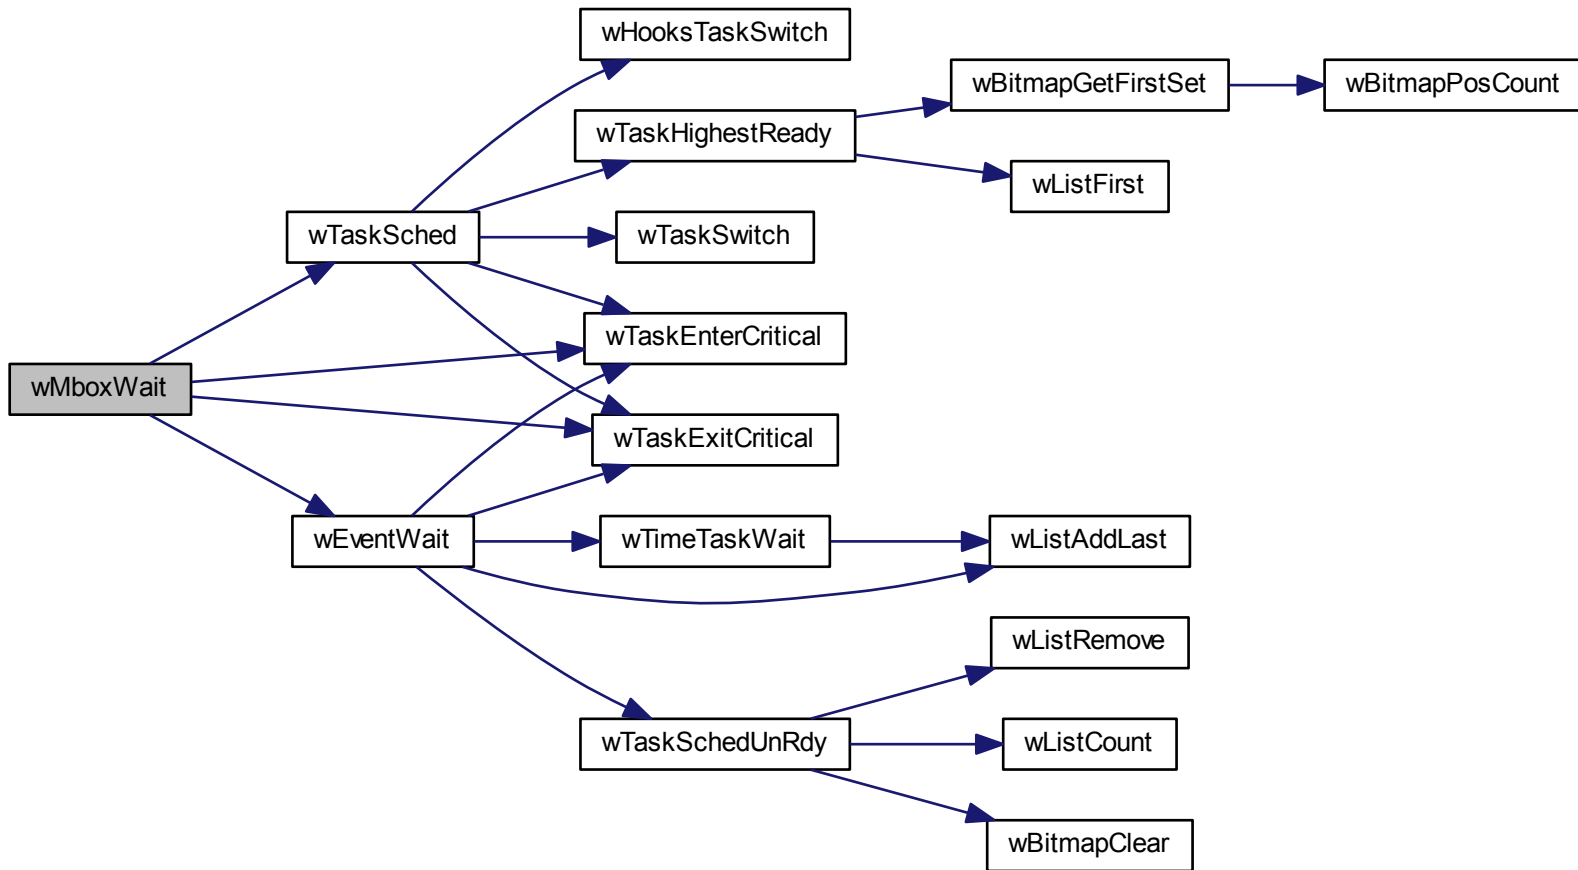 wHooksTaskSwitch
wBitmapGetFirstSet
wBitmapPosCount
wTaskHighestReady
wListFirst
wTaskSched
wTaskSwitch
wTaskEnterCritical
wMboxWait
wTaskExitCritical
wEventWait
wTimeTaskWait
wListAddLast
wListRemove
wTaskSchedUnRdy
wListCount
wBitmapClear